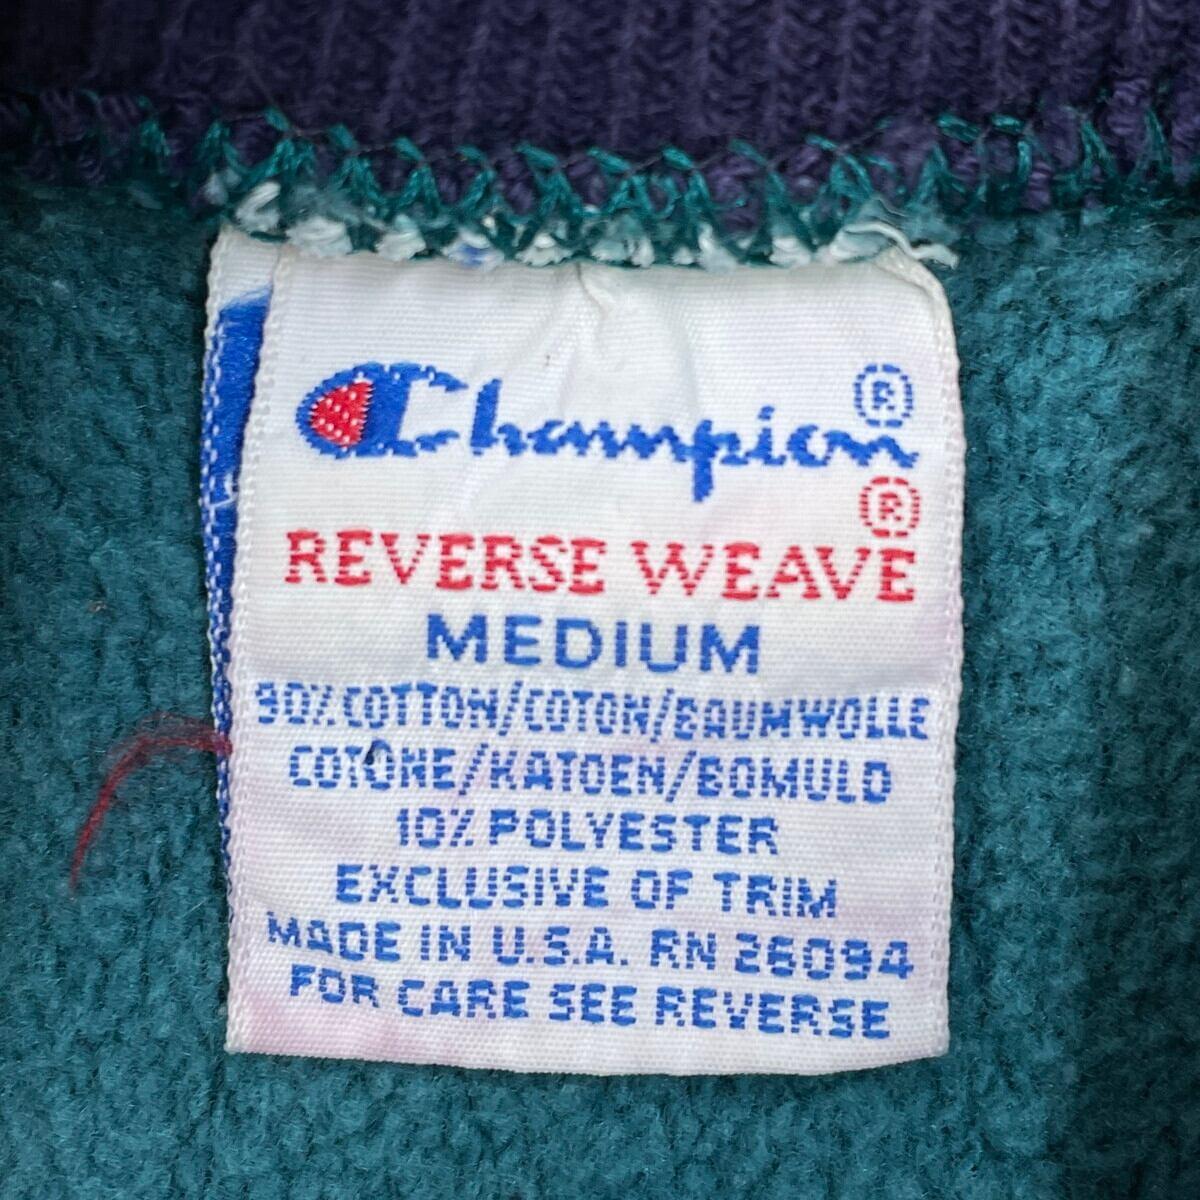 Champion®
REVERSE WEAVE®
MEDIUM
90% COTTON/COTON/BAUMWOLLE
COTONE/KATOEN/BOMULD
10% POLYESTER
EXCLUSIVE OF TRIM
MADE IN U.S.A. RN 26094
FOR CARE SEE REVERSE